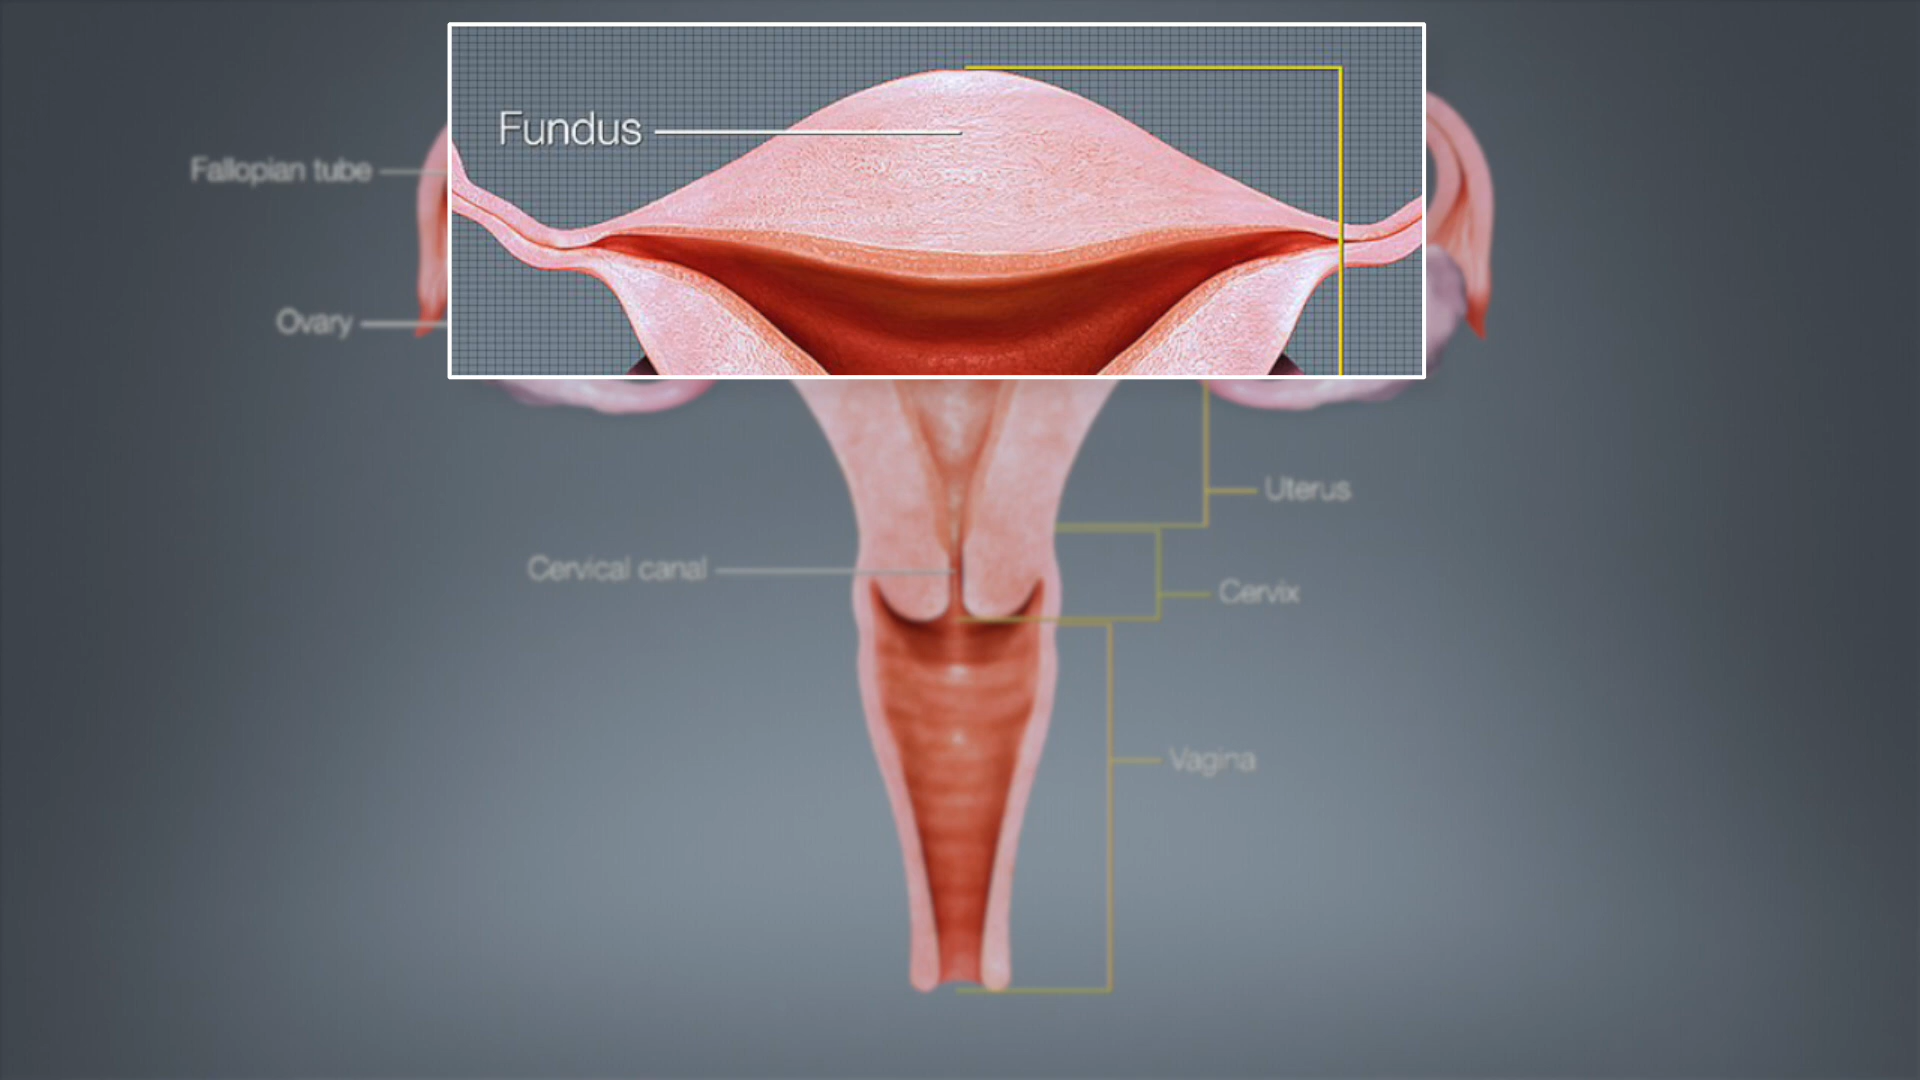 Fundus
Fallopian tube
Ovary
Uterus
Cervical canal
Cervix
Vagina